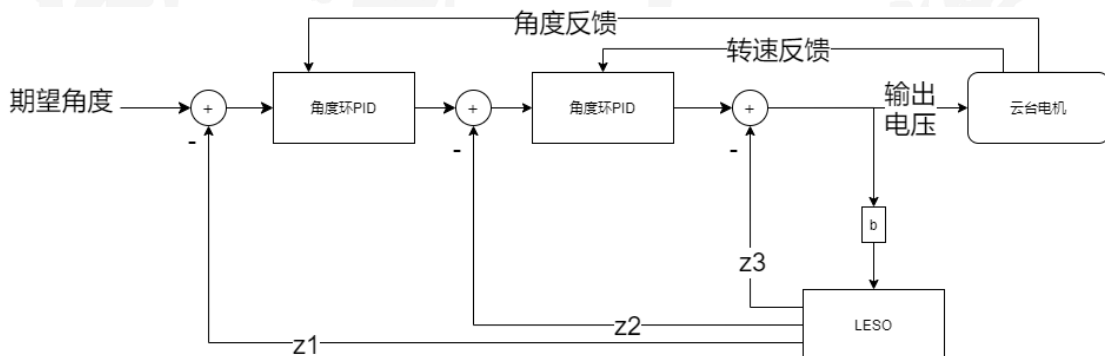 角度反馈
转速反馈
期望角度
+
角度环PID
+
角度环PID
+
输出
电压
云台电机
-
-
-
b
z3
LESO
z2
z1